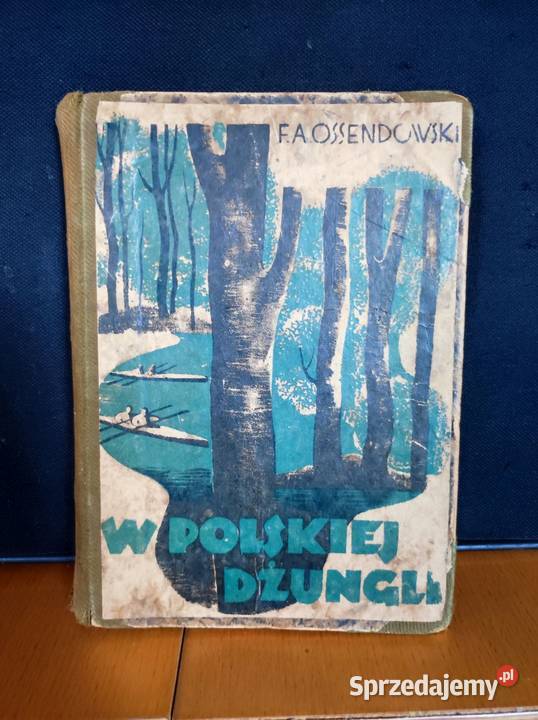 F.A.OSSENDOWSKI
W POLSKIEJ
DŻUNGLI
Sprzedajemy.pl